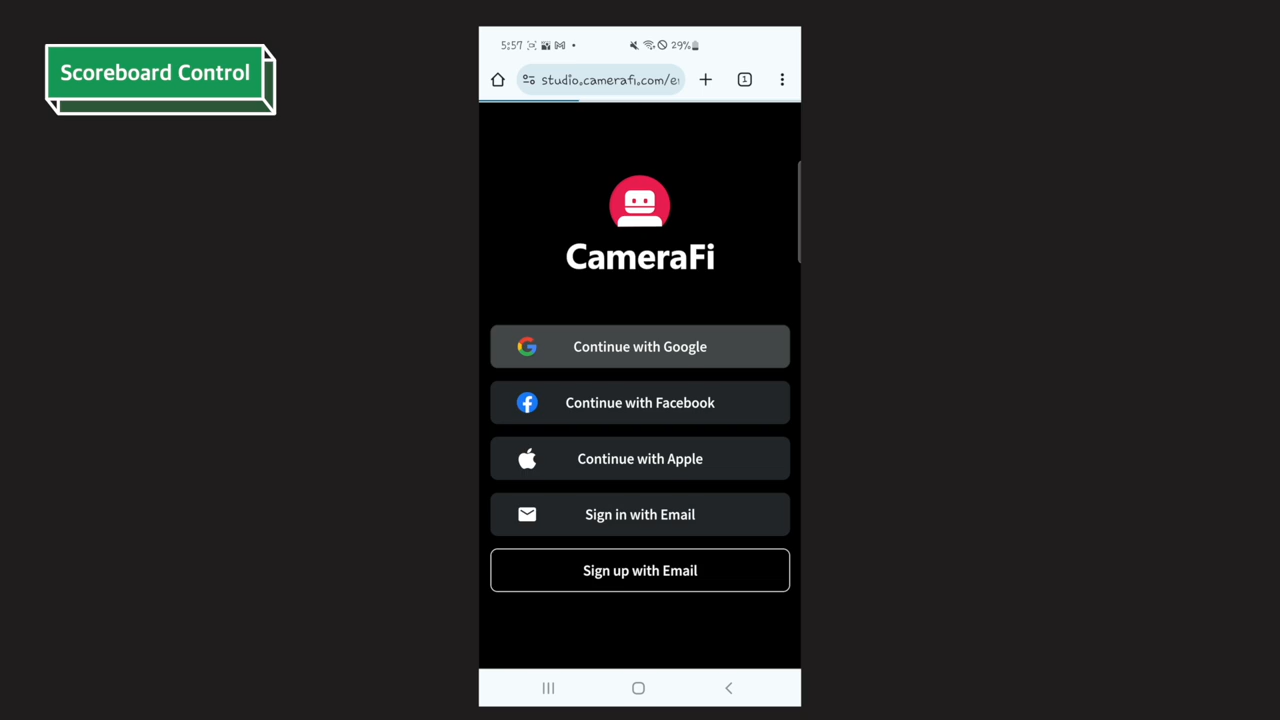 Scoreboard Control
5:57
29%
studio.camerafi.com/e
1
CameraFi
Continue with Google
Continue with Facebook
Continue with Apple
Sign in with Email
Sign up with Email